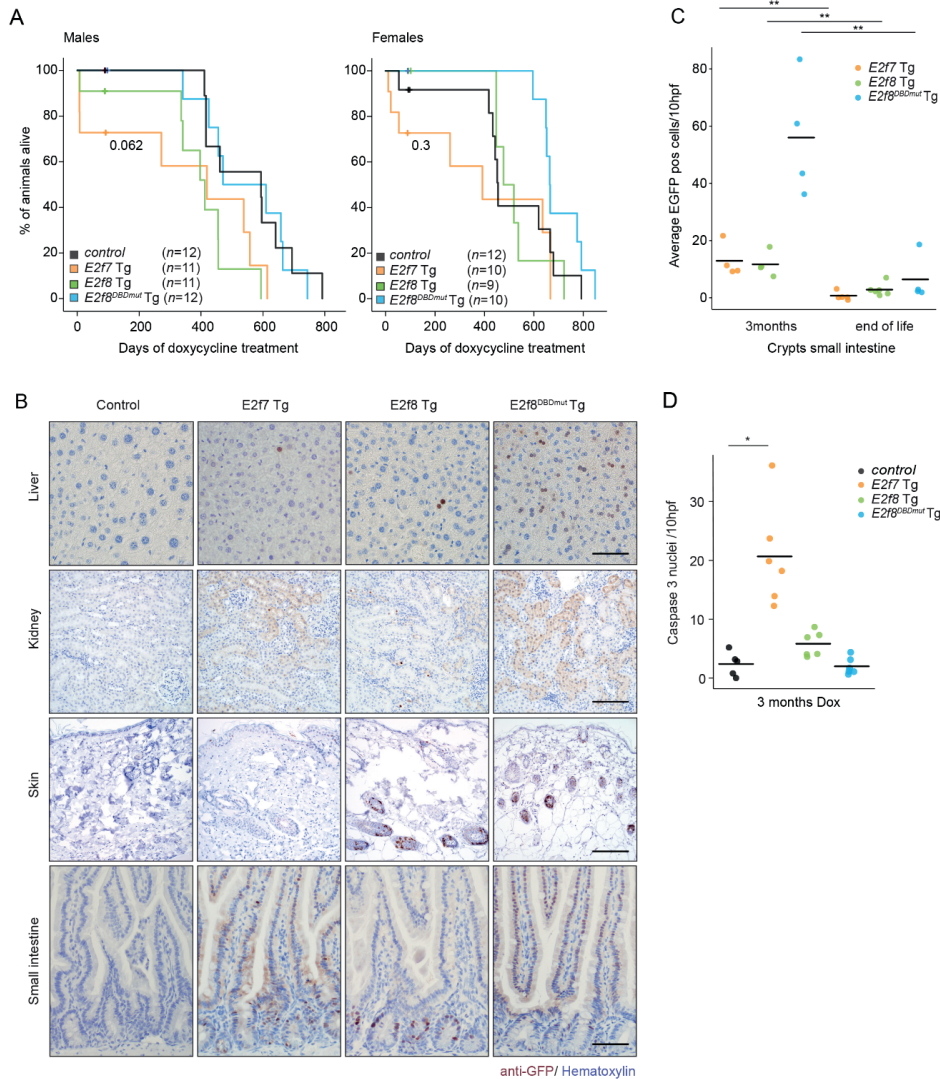 A
Males
Females
% of animals alive
100
80
60
40
20
0
0.062
control (n=12)
E2f7 Tg (n=11)
E2f8 Tg (n=11)
E2f8DBDmut Tg (n=12)
0 200 400 600 800
Days of doxycycline treatment
100
80
60
40
20
0
0.3
control (n=12)
E2f7 Tg (n=10)
E2f8 Tg (n=9)
E2f8DBDmut Tg (n=10)
0 200 400 600 800
Days of doxycycline treatment
C
**
**
**
E2f7 Tg
E2f8 Tg
E2f8DBDmut Tg
Average EGFP pos cells/10hpf
80
60
40
20
0
3months end of life
Crypts small intestine
B
Control E2f7 Tg E2f8 Tg E2f8DBDmut Tg
Liver
Kidney
Skin
Small intestine
anti-GFP/ Hematoxylin
D
*
control
E2f7 Tg
E2f8 Tg
E2f8DBDmut Tg
Caspase 3 nuclei /10hpf
30
20
10
0
3 months Dox